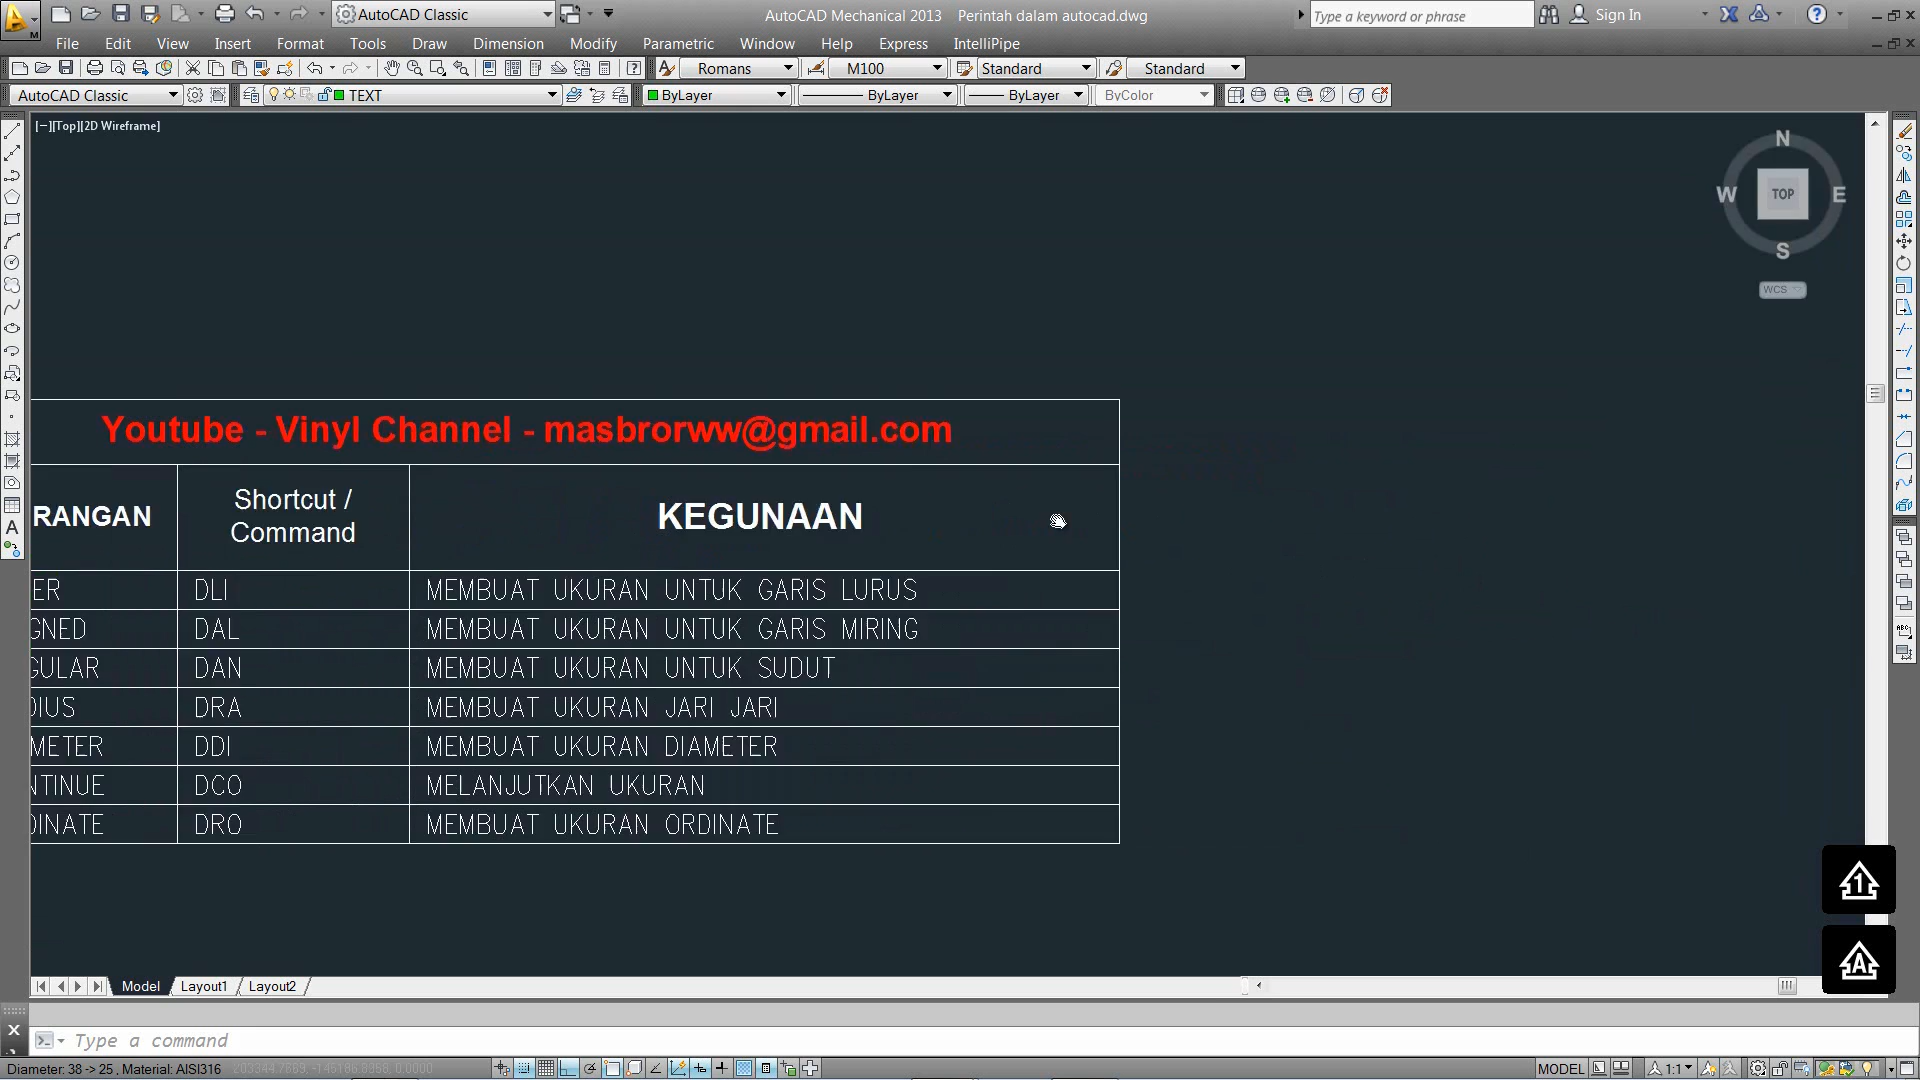 AutoCAD Classic
AutoCAD Mechanical 2013 Perintah dalam autocad.dwg
Type a keyword or phrase
Sign In
File Edit View Insert Format Tools Draw Dimension Modify Parametric Window Help Express IntelliPipe
Romans M100 Standard Standard
AutoCAD Classic TEXT ByLayer ByLayer ByLayer ByColor
[−][Top][2D Wireframe]
N
W TOP E
S
WCS
Youtube - Vinyl Channel - masbrorww@gmail.com
RANGAN Shortcut / Command KEGUNAAN
ER DLI MEMBUAT UKURAN UNTUK GARIS LURUS
GNED DAL MEMBUAT UKURAN UNTUK GARIS MIRING
GULAR DAN MEMBUAT UKURAN UNTUK SUDUT
DIUS DRA MEMBUAT UKURAN JARI JARI
METER DDI MEMBUAT UKURAN DIAMETER
NTINUE DCO MELANJUTKAN UKURAN
DINATE DRO MEMBUAT UKURAN ORDINATE
1
A
Model Layout1 Layout2
Type a command
Diameter: 38 -> 25 , Material: AISI316
MODEL 1:1